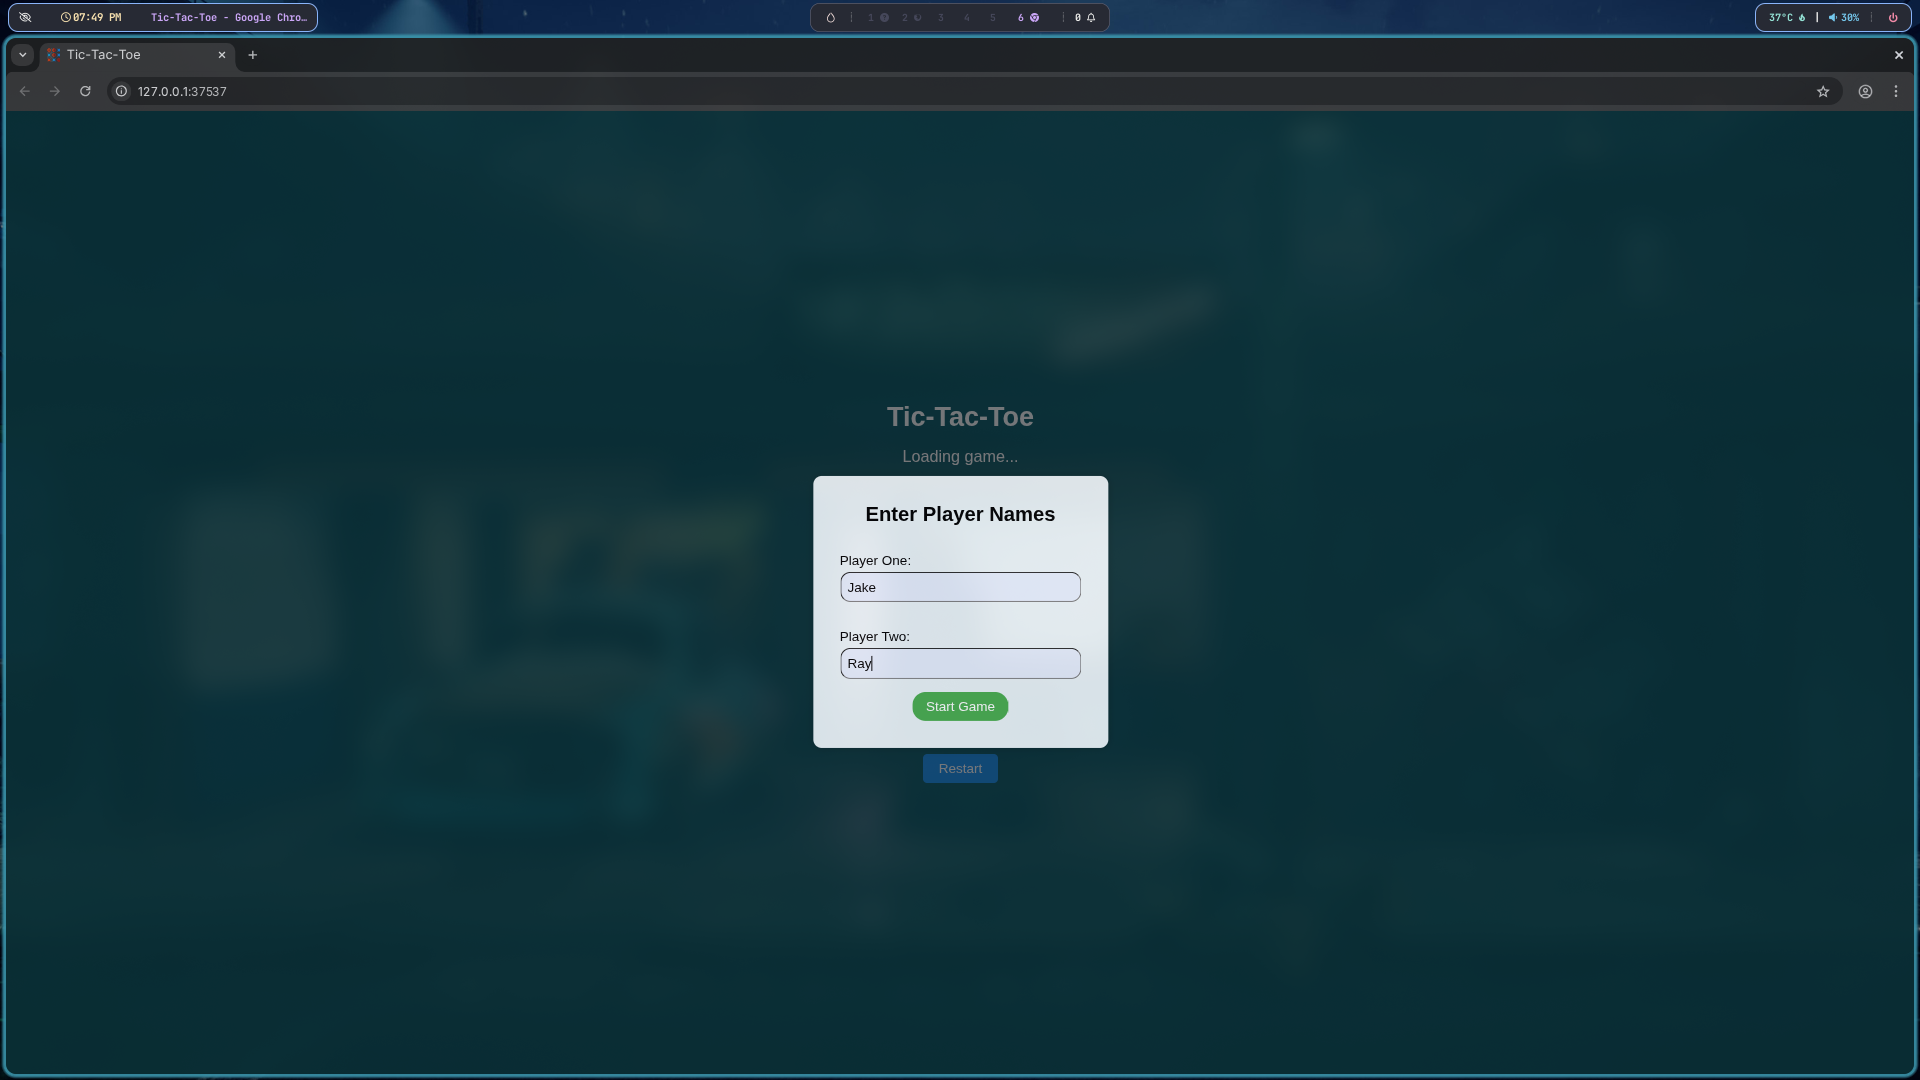 07:49 PM Tic-Tac-Toe - Google Chro… 1 2 3 4 5 6 0 37°C 30%
Tic-Tac-Toe
127.0.0.1:37537
Tic-Tac-Toe
Loading game...
Enter Player Names
Player One:
Jake
Player Two:
Ray
Start Game
Restart